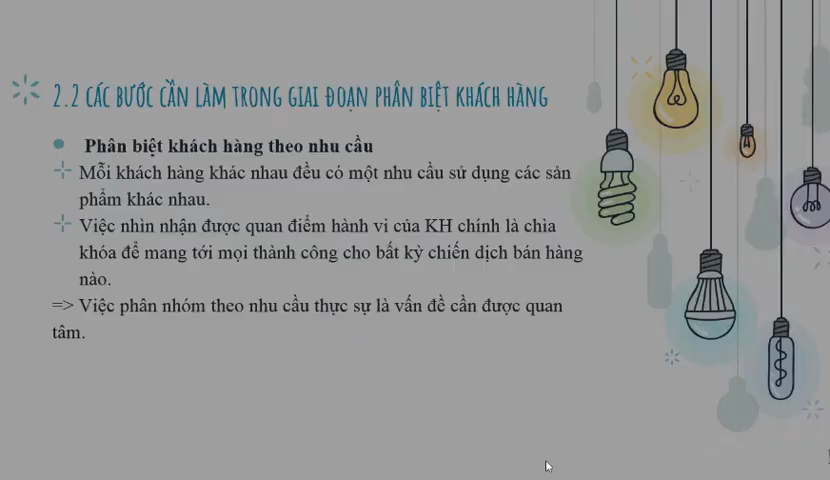 2.2 CÁC BƯỚC CẦN LÀM TRONG GIAI ĐOẠN PHÂN BIỆT KHÁCH HÀNG
Phân biệt khách hàng theo nhu cầu
Mỗi khách hàng khác nhau đều có một nhu cầu sử dụng các sản
phẩm khác nhau.
Việc nhìn nhận được quan điểm hành vi của KH chính là chìa
khóa để mang tới mọi thành công cho bất kỳ chiến dịch bán hàng
nào.
=> Việc phân nhóm theo nhu cầu thực sự là vấn đề cần được quan
tâm.